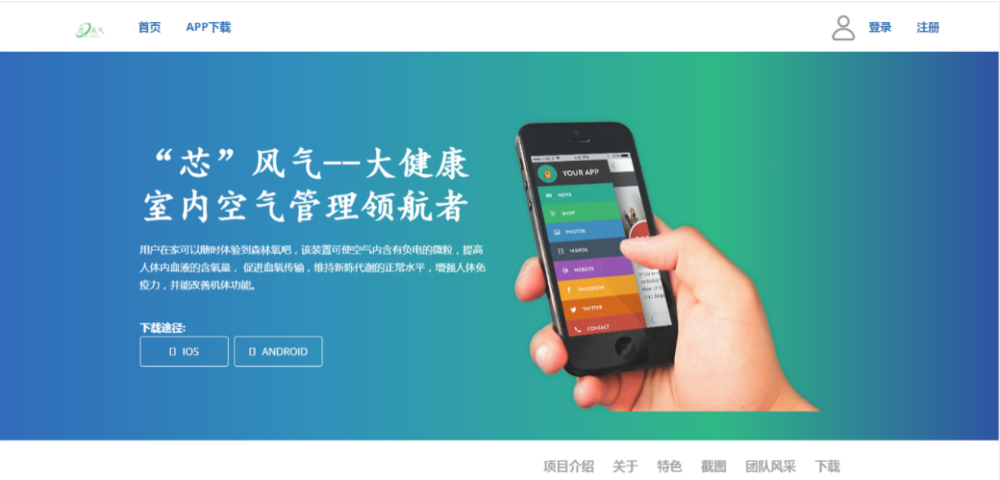 首页 APP下载 登录 注册
“芯”风气--大健康
室内空气管理领航者
用户在家可以随时体验到森林氧吧，该装置可使空气内含有负电的微粒，提高
人体内血液的含氧量， 促进血氧传输，维持新陈代谢的正常水平，增强人体免
疫力，并能改善机体功能。
下载途径:
IOS ANDROID
YOUR APP
NEWS
SHOP
PHOTOS
VIDEOS
WEBSITE
FACEBOOK
TWITTER
CONTACT
项目介绍 关于 特色 截图 团队风采 下载